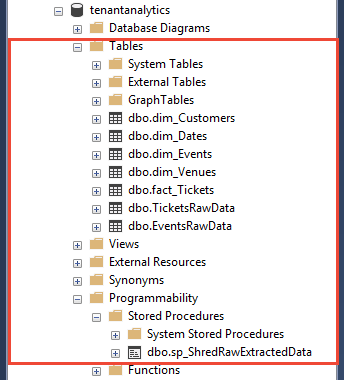 tenantanalytics
Database Diagrams
Tables
System Tables
External Tables
GraphTables
dbo.dim_Customers
dbo.dim_Dates
dbo.dim_Events
dbo.dim_Venues
dbo.fact_Tickets
dbo.TicketsRawData
dbo.EventsRawData
Views
External Resources
Synonyms
Programmability
Stored Procedures
System Stored Procedures
dbo.sp_ShredRawExtractedData
Functions